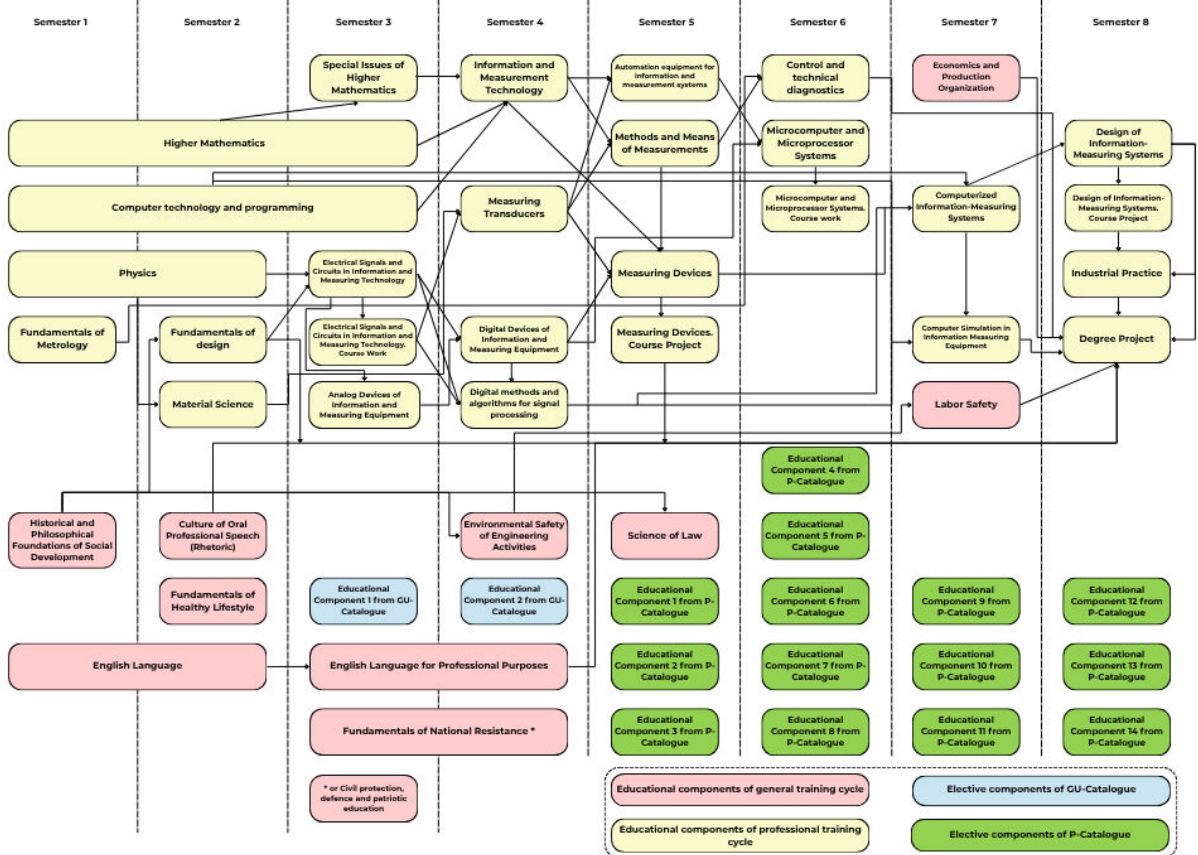 Semester 1
Semester 2
Semester 3
Semester 4
Semester 5
Semester 6
Semester 7
Semester 8
Special Issues of
Higher
Mathematics
Information and
Measurement
Technology
Automation equipment for
information and
measurement systems
Control and
technical
diagnostics
Economics and
Production
Organization
Higher Mathematics
Methods and Means
of Measurements
Microcomputer and
Microprocessor
Systems
Design of
Information-
Measuring Systems
Computer technology and programming
Measuring
Transducers
Microcomputer and
Microprocessor Systems.
Course work
Computerized
Information-Measuring
Systems
Design of Information-
Measuring Systems.
Course Project
Physics
Electrical Signals and
Circuits in Information and
Measuring Technology
Measuring Devices
Industrial Practice
Fundamentals of
Metrology
Fundamentals of
design
Electrical Signals and
Circuits in Information and
Measuring Technology.
Course Work
Digital Devices of
Information and
Measuring Equipment
Measuring Devices.
Course Project
Computer Simulation in
Information Measuring
Equipment
Degree Project
Material Science
Analog Devices of
Information and
Measuring Equipment
Digital methods and
algorithms for signal
processing
Labor Safety
Educational
Component 4 from
P-Catalogue
Historical and
Philosophical
Foundations of Social
Development
Culture of Oral
Professional Speech
(Rhetoric)
Environmental Safety
of Engineering
Activities
Science of Law
Educational
Component 5 from P-
Catalogue
Fundamentals of
Healthy Lifestyle
Educational
Component 1 from GU-
Catalogue
Educational
Component 2 from GU-
Catalogue
Educational
Component 1 from P-
Catalogue
Educational
Component 6 from
P-Catalogue
Educational
Component 9 from
P-Catalogue
Educational
Component 12 from
P-Catalogue
English Language
English Language for Professional Purposes
Educational
Component 2 from P-
Catalogue
Educational
Component 7 from P-
Catalogue
Educational
Component 10 from
P-Catalogue
Educational
Component 13 from
P-Catalogue
Fundamentals of National Resistance *
Educational
Component 3 from P-
Catalogue
Educational
Component 8 from P-
Catalogue
Educational
Component 11 from
P-Catalogue
Educational
Component 14 from
P-Catalogue
* or Civil protection,
defence and patriotic
education
Educational components of general training cycle
Elective components of GU-Catalogue
Educational components of professional training
cycle
Elective components of P-Catalogue